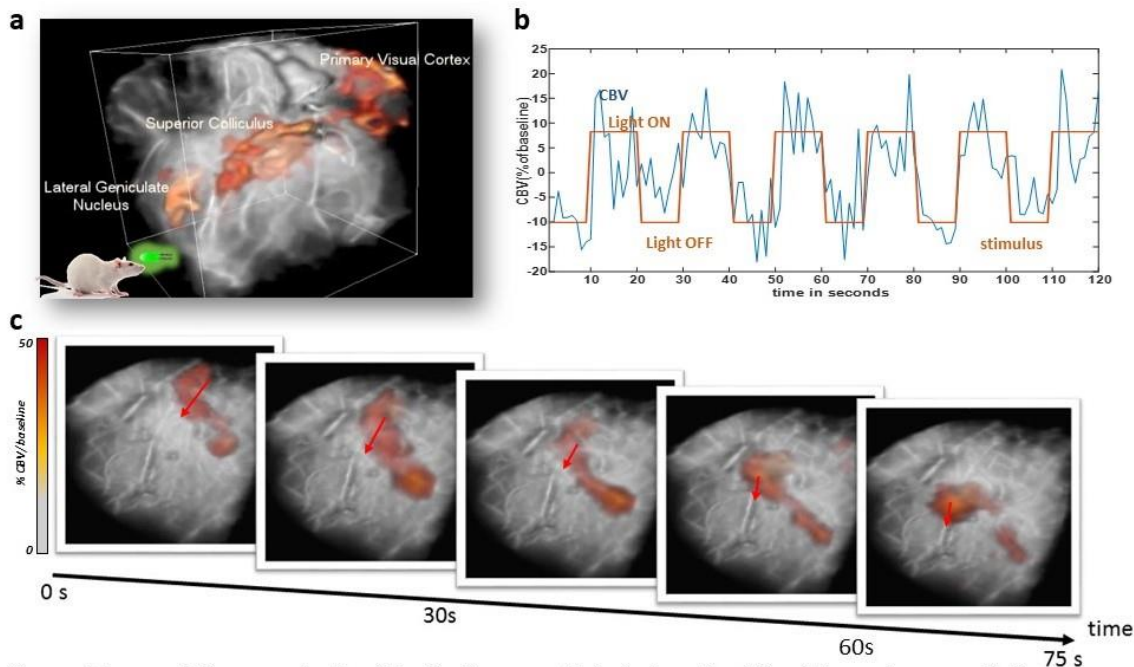 a
Primary Visual Cortex
Superior Colliculus
Lateral Geniculate
Nucleus
b
25
20
15
10
5
0
-5
-10
-15
-20
CBV(%ofbaseline)
CBV
Light ON
Light OFF
stimulus
10 20 30 40 50 60 70 80 90 100 110 120
time in seconds
c
50
% CBV/baseline
0
0 s
30s
60s
75 s
time